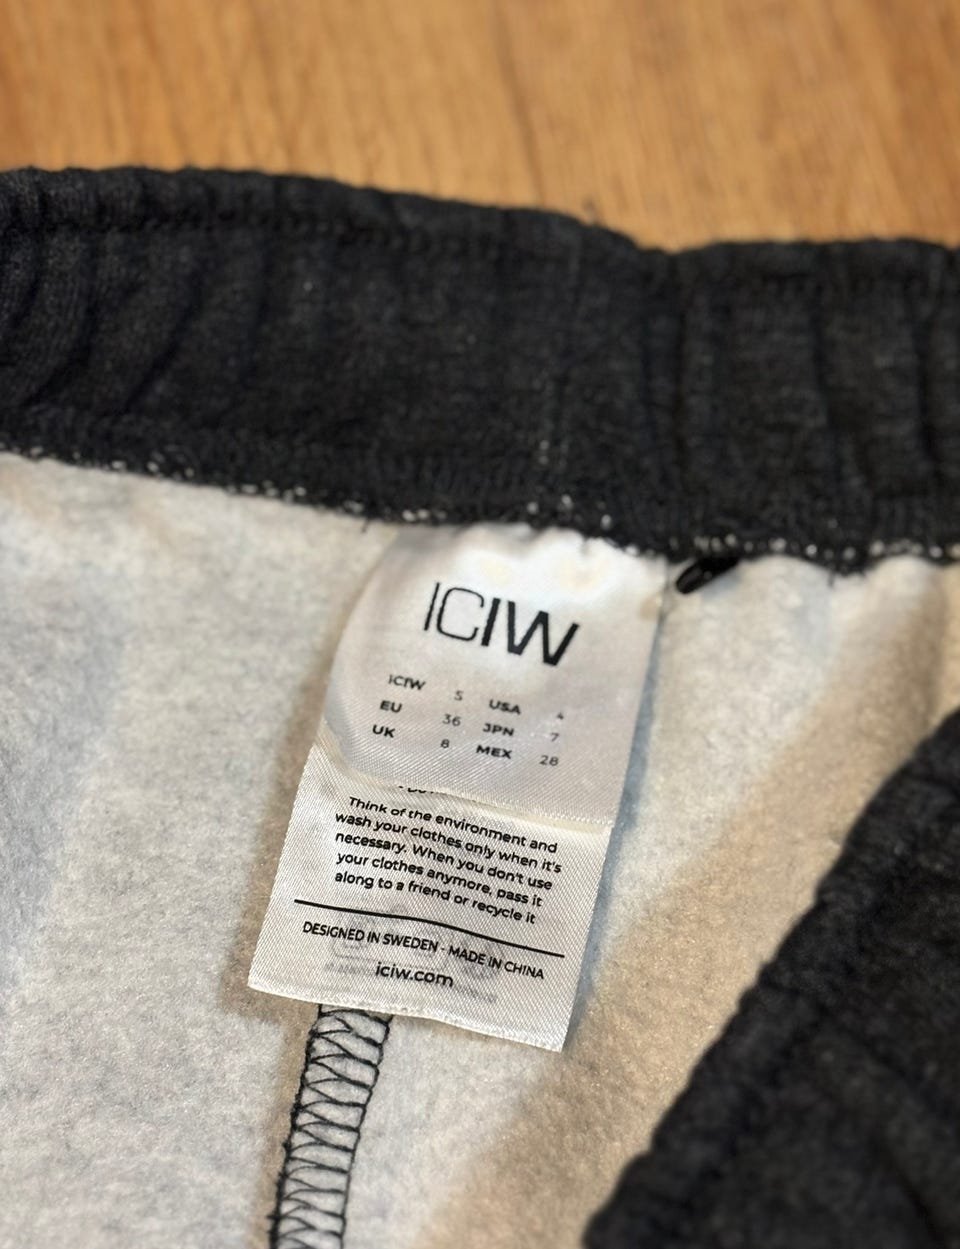 ICIW
ICIW S USA 4
EU 36 JPN 7
UK 8 MEX 28
Think of the environment and
wash your clothes only when it's
necessary. When you don't use
your clothes anymore, pass it
along to a friend or recycle it
DESIGNED IN SWEDEN - MADE IN CHINA
iciw.com